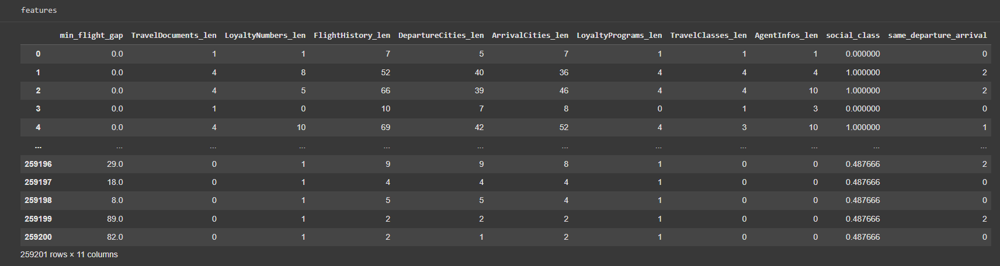 features
min_flight_gap TravelDocuments_len LoyaltyNumbers_len FlightHistory_len DepartureCities_len ArrivalCities_len LoyaltyPrograms_len TravelClasses_len AgentInfos_len social_class same_departure_arrival
0 0.0 1 1 7 5 7 1 1 1 0.000000 0
1 0.0 4 8 52 40 36 4 4 4 1.000000 2
2 0.0 4 5 66 39 46 4 4 10 1.000000 2
3 0.0 1 0 10 7 8 0 1 3 0.000000 0
4 0.0 4 10 69 42 52 4 3 10 1.000000 1
... ... ... ... ... ... ... ... ... ... ... ...
259196 29.0 0 1 9 9 8 1 0 0 0.487666 2
259197 18.0 0 1 4 4 4 1 0 0 0.487666 0
259198 8.0 0 1 5 5 4 1 0 0 0.487666 0
259199 89.0 0 1 2 2 2 1 0 0 0.487666 2
259200 82.0 0 1 2 1 2 1 0 0 0.487666 0
259201 rows × 11 columns